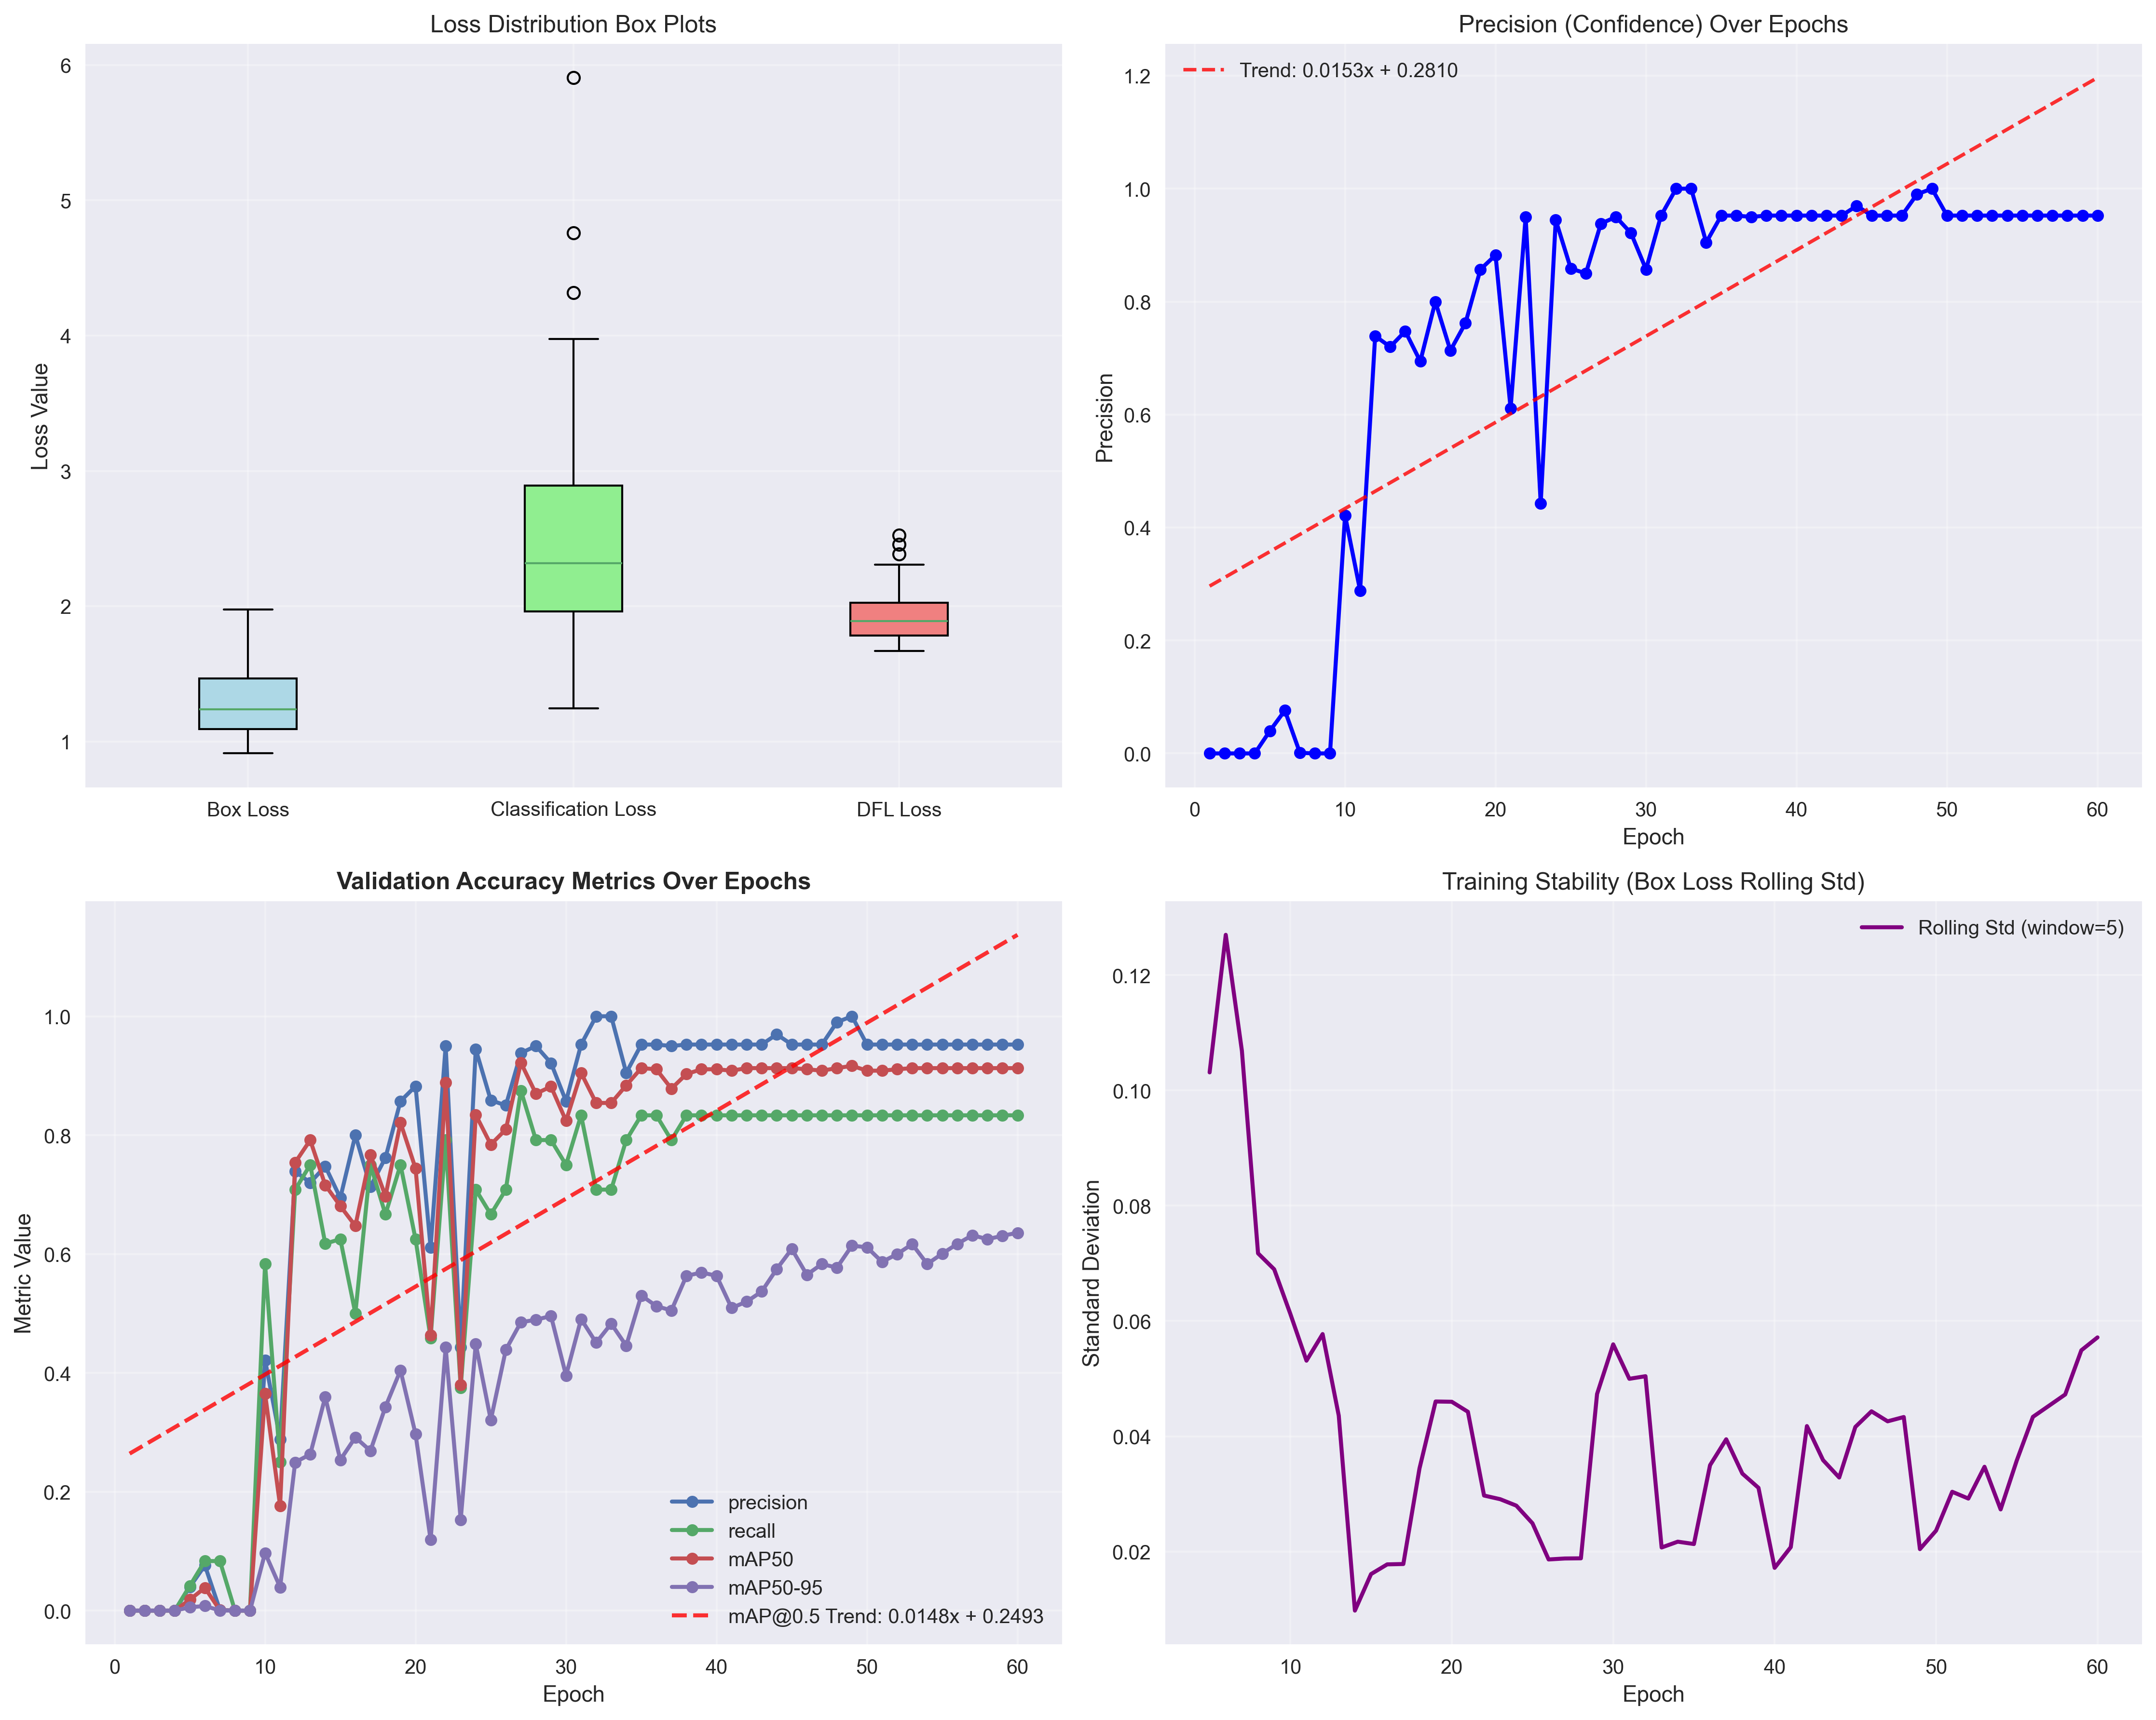 Loss Distribution Box Plots
6
5
4
3
2
1
Loss Value
Box Loss
Classification Loss
DFL Loss
Precision (Confidence) Over Epochs
Trend: 0.0153x + 0.2810
1.2
1.0
0.8
0.6
0.4
0.2
0.0
Precision
0
10
20
30
40
50
60
Epoch
Validation Accuracy Metrics Over Epochs
1.0
0.8
0.6
0.4
0.2
0.0
Metric Value
precision
recall
mAP50
mAP50-95
mAP@0.5 Trend: 0.0148x + 0.2493
0
10
20
30
40
50
60
Epoch
Training Stability (Box Loss Rolling Std)
Rolling Std (window=5)
0.12
0.10
0.08
0.06
0.04
0.02
Standard Deviation
10
20
30
40
50
60
Epoch